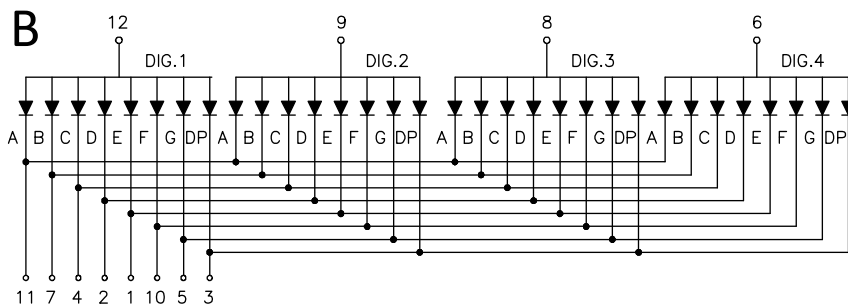 B
12 9 8 6
DIG.1 DIG.2 DIG.3 DIG.4
A B C D E F G DP A B C D E F G DP A B C D E F G DP A B C D E F G DP
11 7 4 2 1 10 5 3